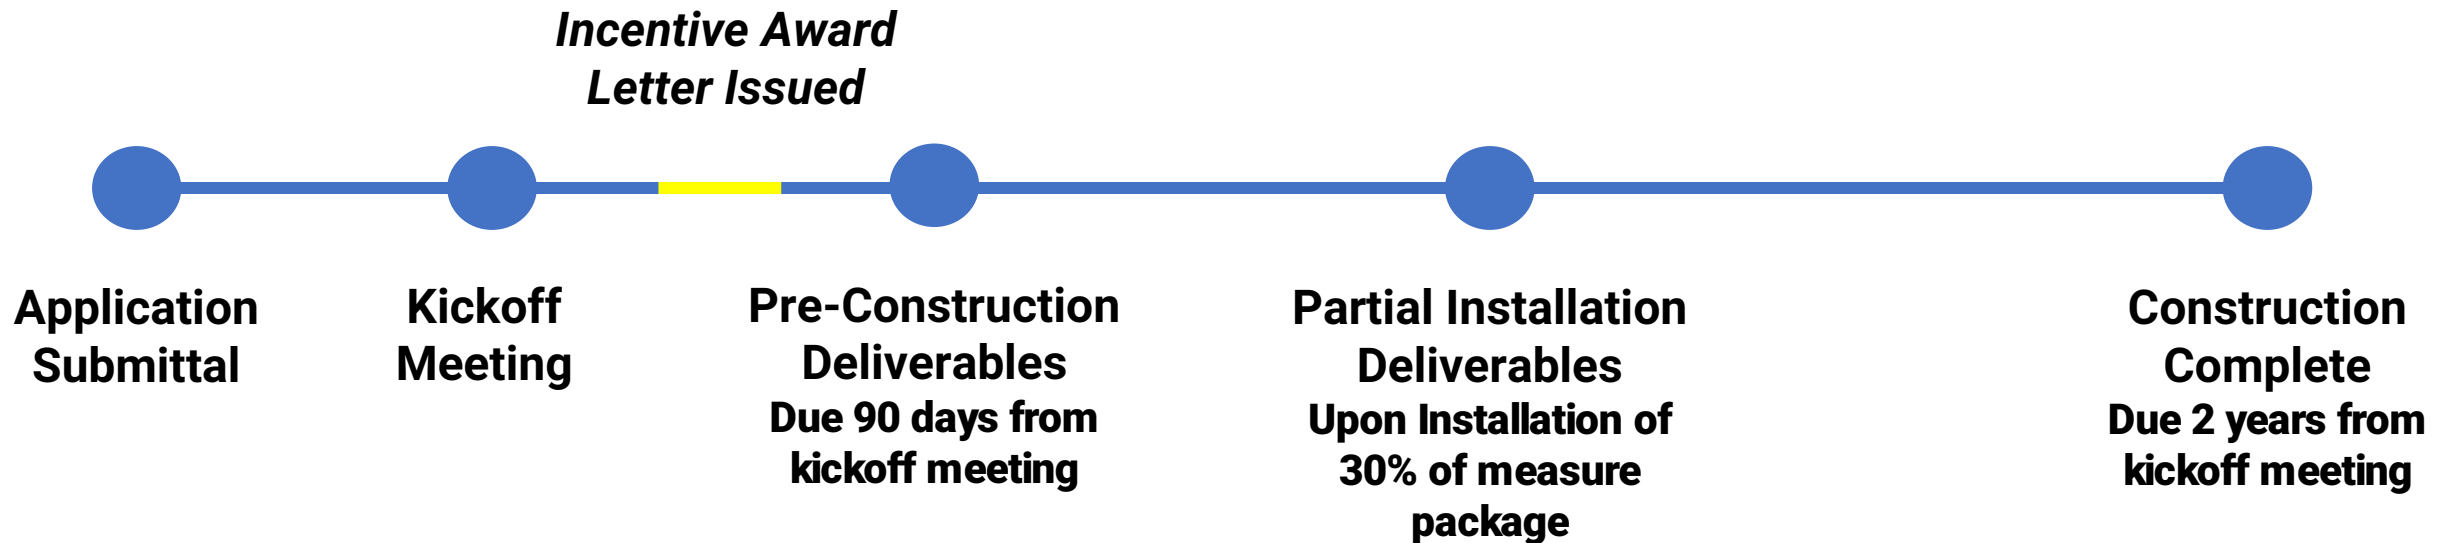 Incentive Award
Letter Issued
Application
Submittal
Kickoff
Meeting
Pre-Construction
Deliverables
Due 90 days from
kickoff meeting
Partial Installation
Deliverables
Upon Installation of
30% of measure
package
Construction
Complete
Due 2 years from
kickoff meeting